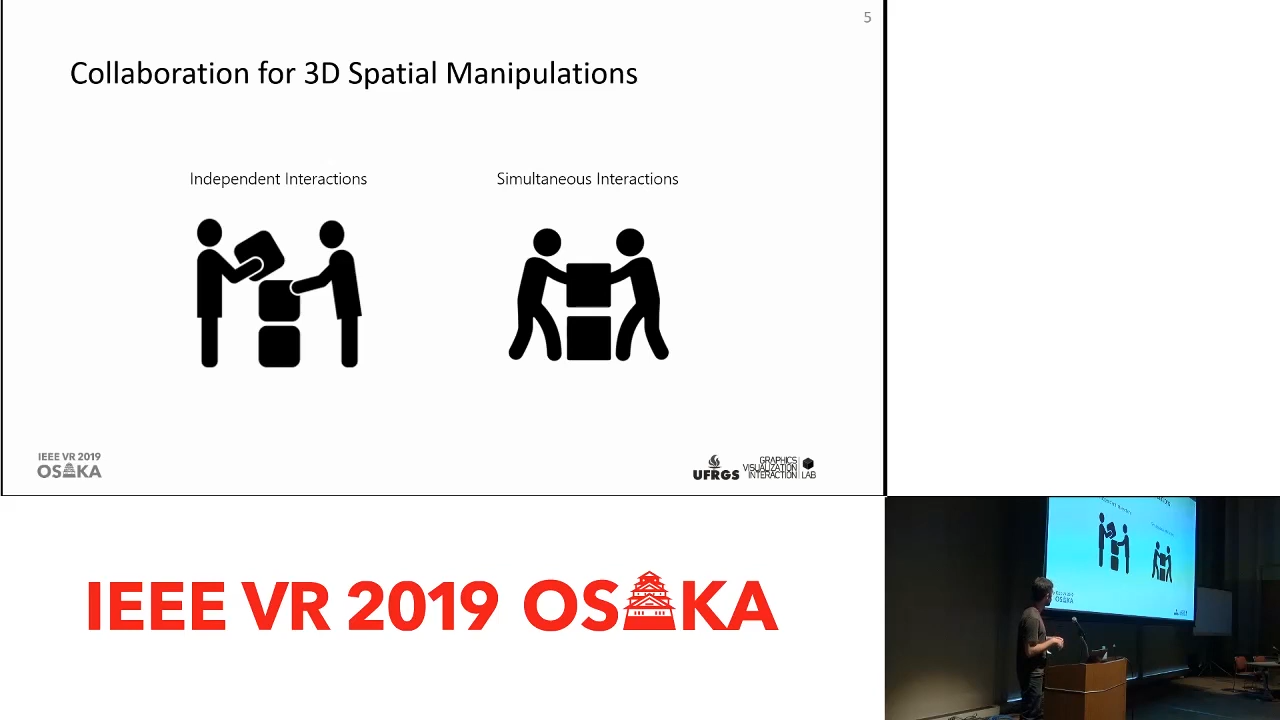 5
Collaboration for 3D Spatial Manipulations
Independent Interactions
Simultaneous Interactions
IEEE VR 2019
OSAKA
UFRGS
GRAPHICS
VISUALIZATION
INTERACTION
LAB
IEEE VR 2019 OSAKA
OSAKA